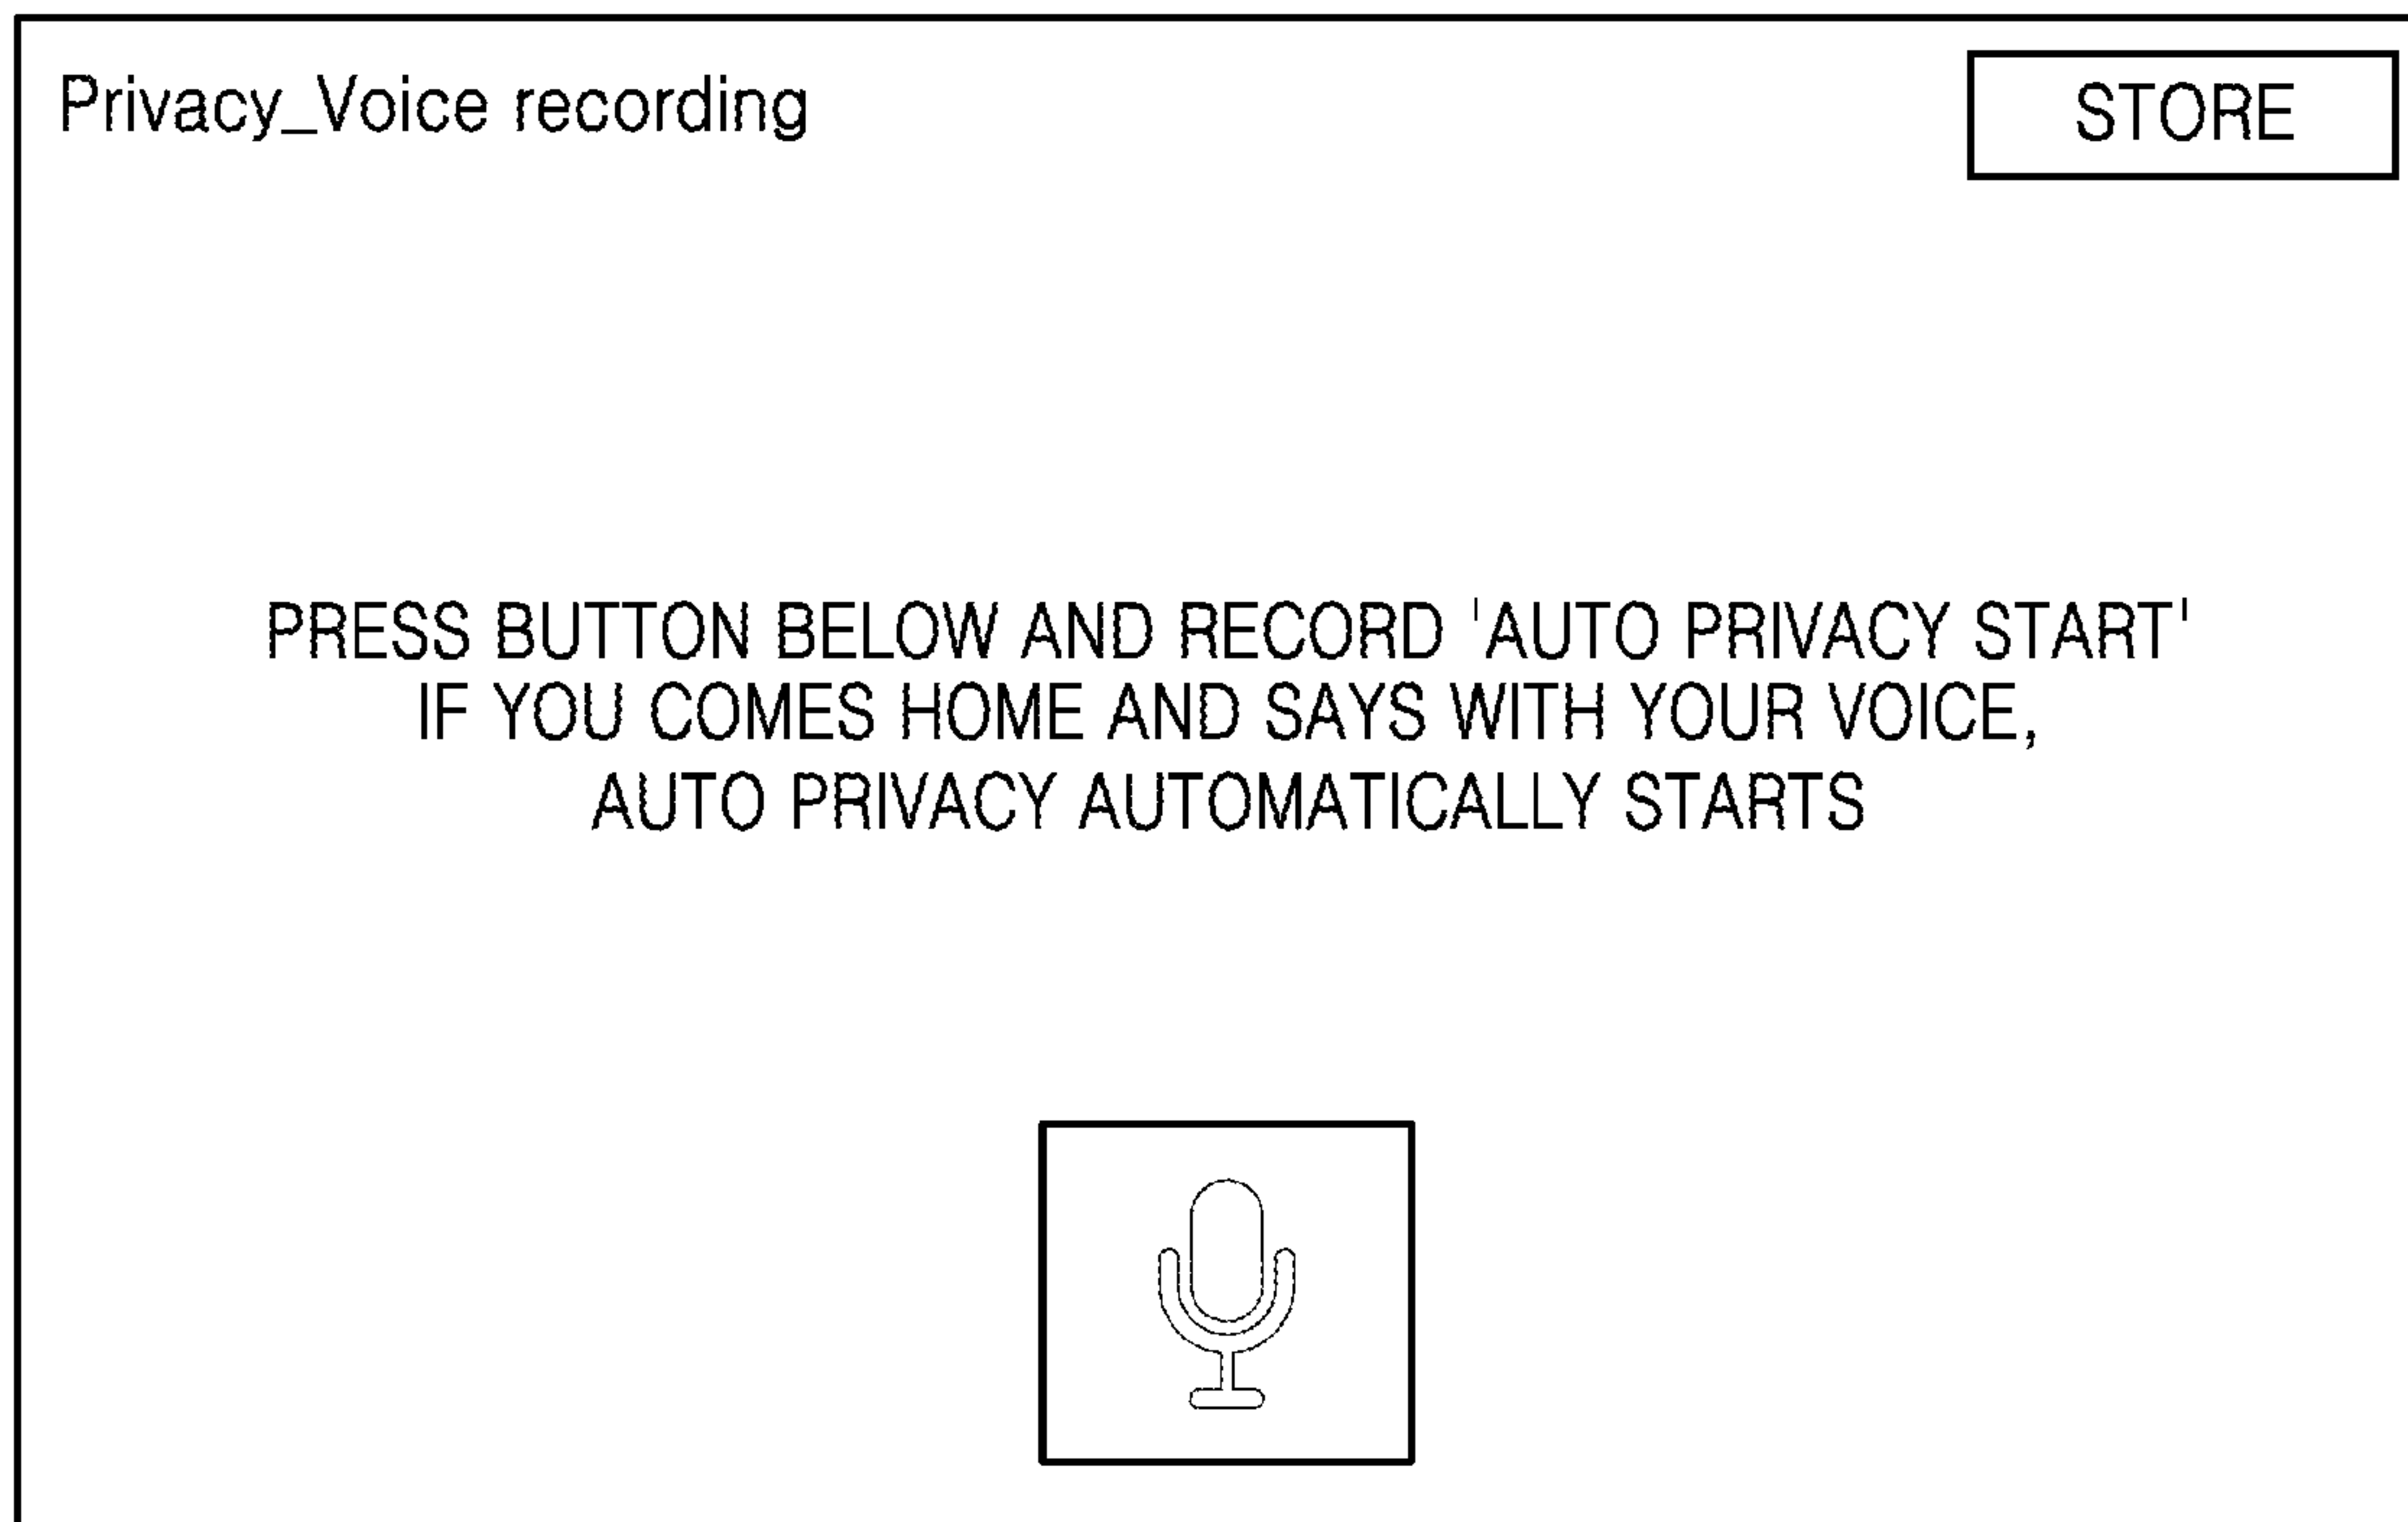 Privacy_Voice recording
STORE
PRESS BUTTON BELOW AND RECORD 'AUTO PRIVACY START'
IF YOU COMES HOME AND SAYS WITH YOUR VOICE,
AUTO PRIVACY AUTOMATICALLY STARTS